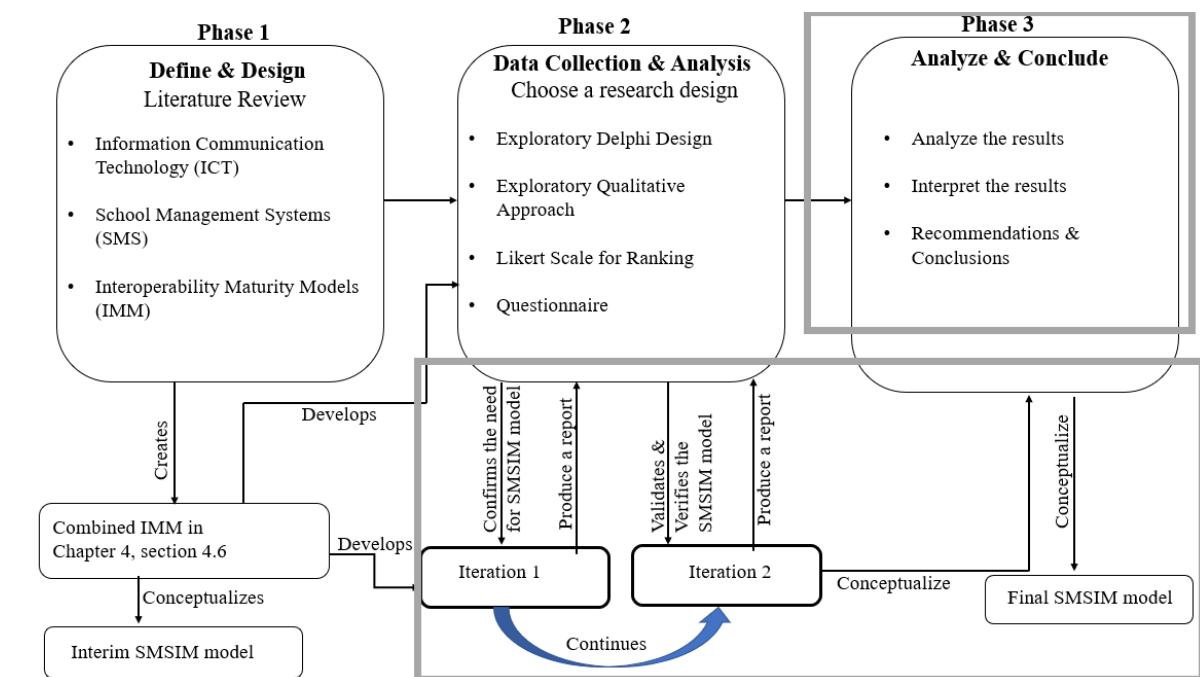 Phase 1
Define & Design
Literature Review
• Information Communication
Technology (ICT)
• School Management Systems
(SMS)
• Interoperability Maturity Models
(IMM)
Phase 2
Data Collection & Analysis
Choose a research design
• Exploratory Delphi Design
• Exploratory Qualitative
Approach
• Likert Scale for Ranking
• Questionnaire
Phase 3
Analyze & Conclude
• Analyze the results
• Interpret the results
• Recommendations &
Conclusions
Creates
Develops
Confirms the need
for SMSIM model
Produce a report
Validates &
Verifies the
SMSIM model
Produce a report
Conceptualize
Combined IMM in
Chapter 4, section 4.6
Develops
Iteration 1
Iteration 2
Conceptualize
Final SMSIM model
Conceptualizes
Interim SMSIM model
Continues